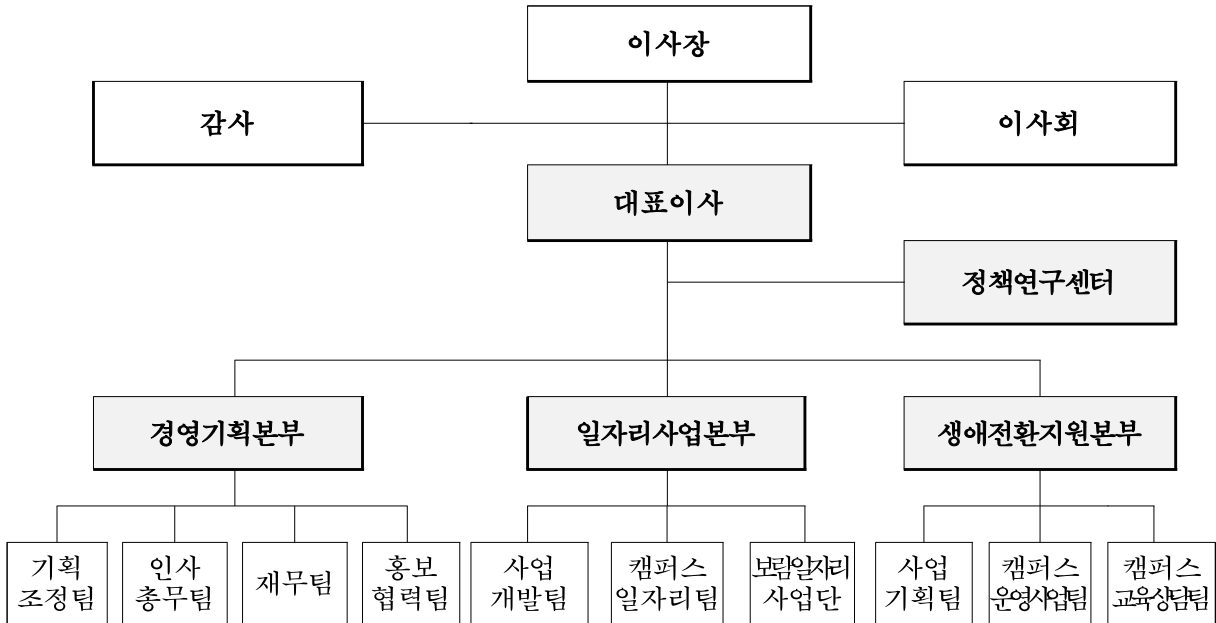 이사장
감사
이사회
대표이사
정책연구센터
경영기획본부
일자리사업본부
생애전환지원본부
기획
조정팀
인사
총무팀
재무팀
홍보
협력팀
사업
개발팀
캠퍼스
일자리팀
보람일자리
사업단
사업
기획팀
캠퍼스
운영사업팀
캠퍼스
교육상담팀